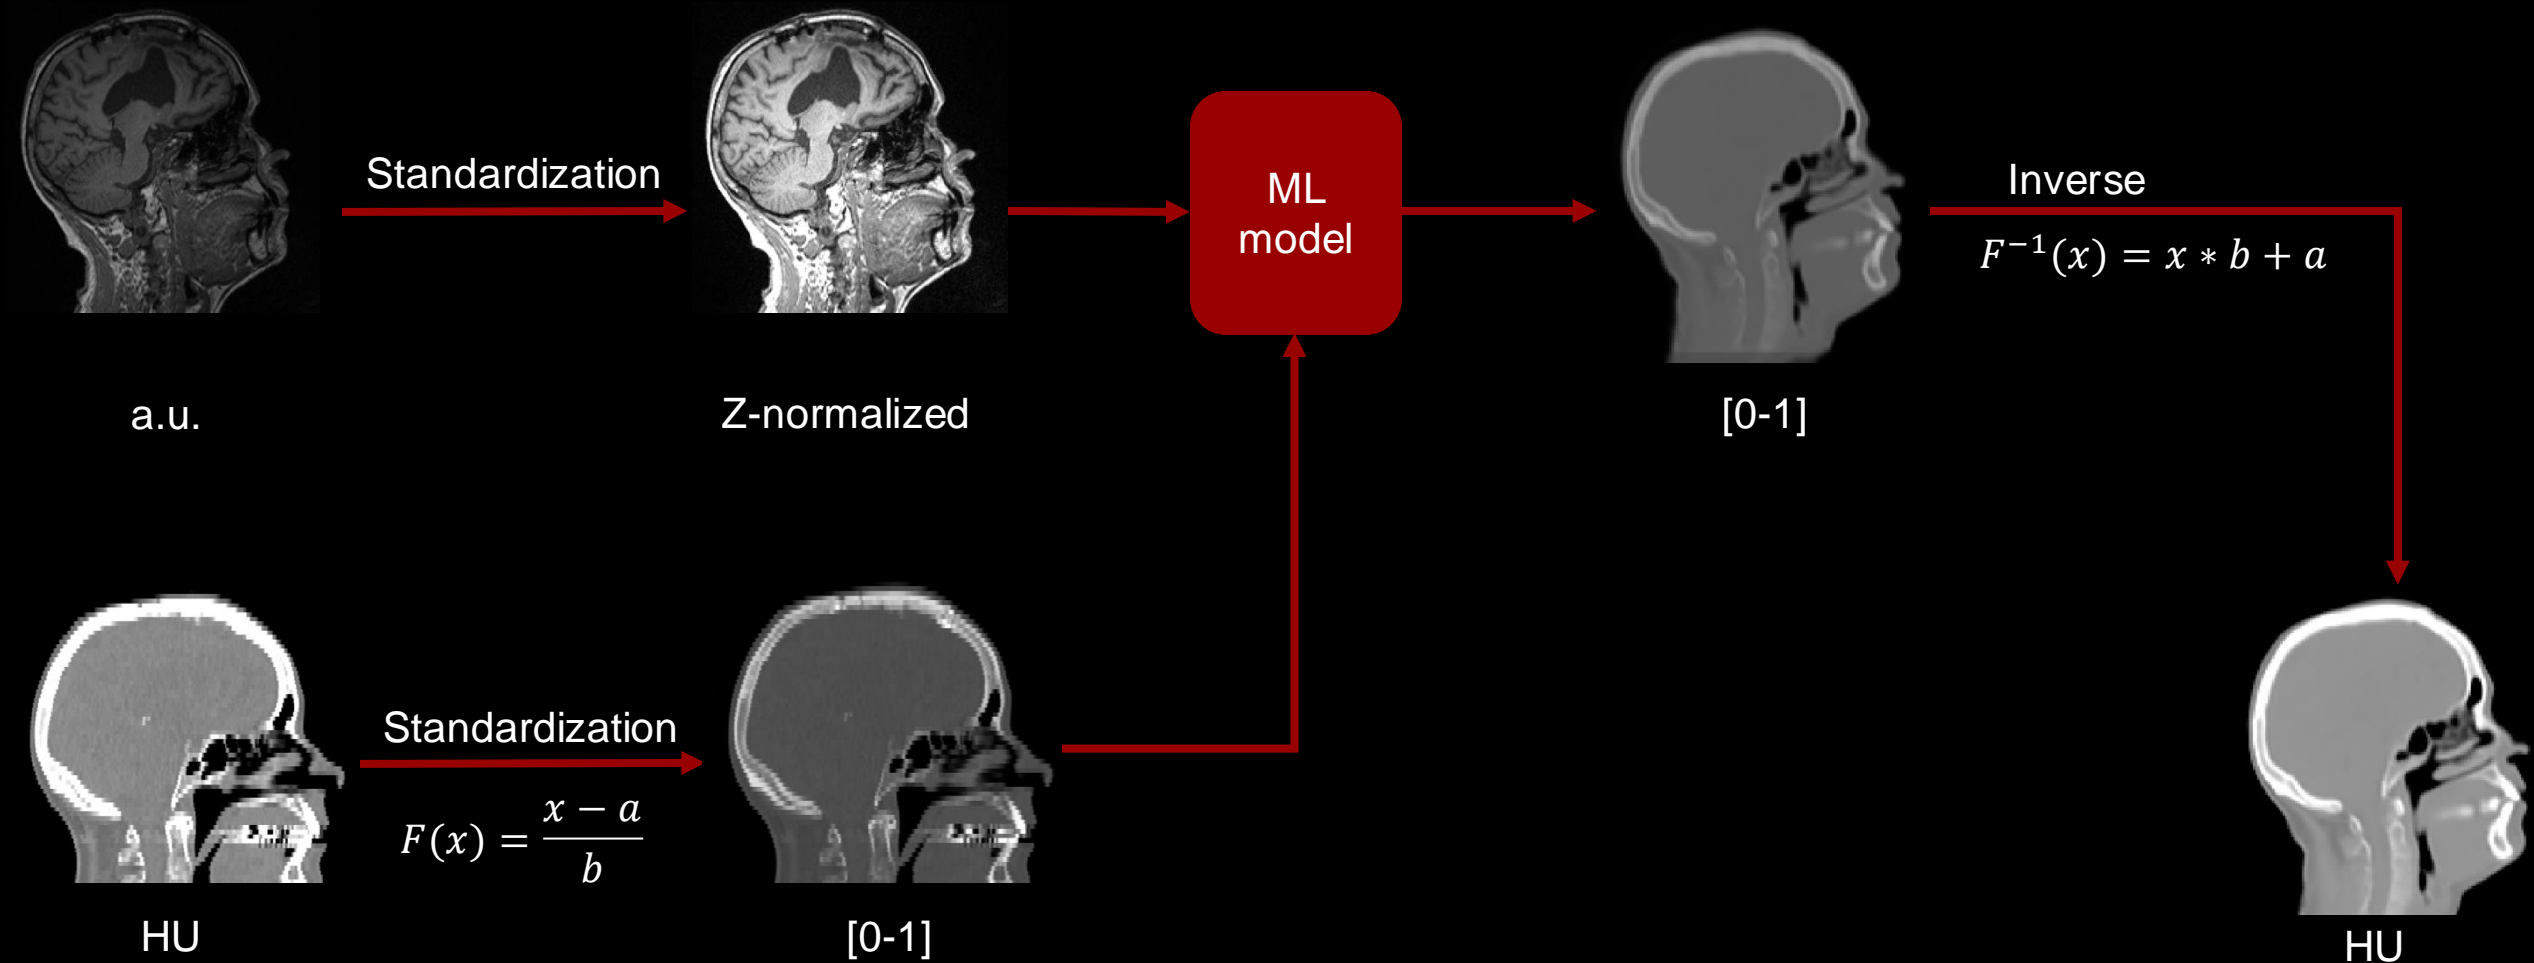 Standardization
ML
model
Inverse
F⁻¹(x) = x * b + a
a.u.
Z-normalized
[0-1]
Standardization
F(x) = (x − a) / b
HU
[0-1]
HU